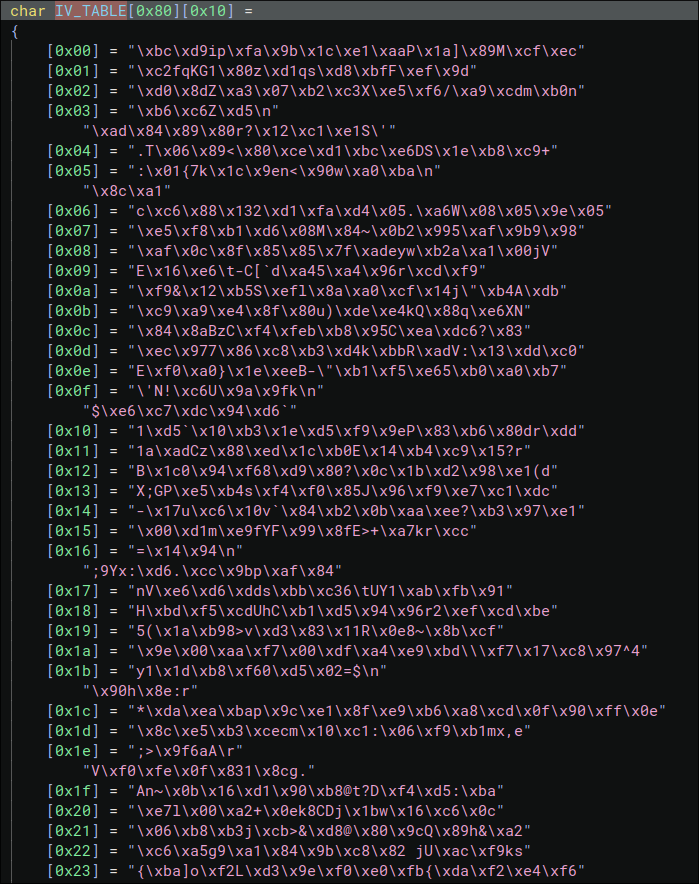 char IV_TABLE[0x80][0x10] =
{
[0x00] = "\xbc\xd9ip\xfa\x9b\x1c\xe1\xaaP\x1a]\x89M\xcf\xec"
[0x01] = "\xc2fqKG1\x80z\xd1qs\xd8\xbfF\xef\x9d"
[0x02] = "\xd0\x8dZ\xa3\x07\xb2\xc3X\xe5\xf6/\xa9\xcdm\xb0n"
[0x03] = "\xb6\xc6Z\xd5\n"
"\xad\x84\x89\x80r?\x12\xc1\xe1S\'"
[0x04] = ".T\x06\x89<\x80\xce\xd1\xbc\xe6DS\x1e\xb8\xc9+"
[0x05] = ":\x01{7k\x1c\x9en<\x90w\xa0\xba\n"
"\x8c\xa1"
[0x06] = "c\xc6\x88\x132\xd1\xfa\xd4\x05.\xa6W\x08\x05\x9e\x05"
[0x07] = "\xe5\xf8\xb1\xd6\x08M\x84~\x0b2\x995\xaf\x9b9\x98"
[0x08] = "\xaf\x0c\x8f\x85\x85\x7f\xadeyw\xb2a\xa1\x00jV"
[0x09] = "E\x16\xe6\t-C[`d\xa45\xa4\x96r\xcd\xf9"
[0x0a] = "\xf9&\x12\xb5S\xefl\x8a\xa0\xcf\x14j\"\xb4A\xdb"
[0x0b] = "\xc9\xa9\xe4\x8f\x80u)\xde\xe4kQ\x88q\xe6XN"
[0x0c] = "\x84\x8aBzC\xf4\xfeb\xb8\x95C\xea\xdc6?\x83"
[0x0d] = "\xec\x977\x86\xc8\xb3\xd4k\xbbR\xadV:\x13\xdd\xc0"
[0x0e] = "E\xf0\xa0}\x1e\xeeB-\"\xb1\xf5\xe65\xb0\xa0\xb7"
[0x0f] = "\'N!\xc6U\x9a\x9fk\n"
"$\xe6\xc7\xdc\x94\xd6`"
[0x10] = "1\xd5`\x10\xb3\x1e\xd5\xf9\x9eP\x83\xb6\x80dr\xdd"
[0x11] = "1a\xadCz\x88\xed\x1c\xb0E\x14\xb4\xc9\x15?r"
[0x12] = "B\x1c0\x94\xf68\xd9\x80?\x0c\x1b\xd2\x98\xe1(d"
[0x13] = "X;GP\xe5\xb4s\xf4\xf0\x85J\x96\xf9\xe7\xc1\xdc"
[0x14] = "-\x17u\xc6\x10v`\x84\xb2\x0b\xaa\xee?\xb3\x97\xe1"
[0x15] = "\x00\xd1m\xe9fYF\x99\x8fE>+\xa7kr\xcc"
[0x16] = "=\x14\x94\n"
";9Yx:\xd6.\xcc\x9bp\xaf\x84"
[0x17] = "nV\xe6\xd6\xdds\xbb\xc36\tUY1\xab\xfb\x91"
[0x18] = "H\xbd\xf5\xcdUhC\xb1\xd5\x94\x96r2\xef\xcd\xbe"
[0x19] = "5(\x1a\xb98>v\xd3\x83\x11R\x0e8~\x8b\xcf"
[0x1a] = "\x9e\x00\xaa\xf7\x00\xdf\xa4\xe9\xbd\\\xf7\x17\xc8\x97^4"
[0x1b] = "y1\x1d\xb8\xf60\xd5\x02=$\n"
"\x90h\x8e:r"
[0x1c] = "*\xda\xea\xbap\x9c\xe1\x8f\xe9\xb6\xa8\xcd\x0f\x90\xff\x0e"
[0x1d] = "\x8c\xe5\xb3\xcecm\x10\xc1:\x06\xf9\xb1mx,e"
[0x1e] = ";>\x9f6aA\r"
"V\xf0\xfe\x0f\x831\x8cg."
[0x1f] = "An~\x0b\x16\xd1\x90\xb8@t?D\xf4\xd5:\xba"
[0x20] = "\xe7l\x00\xa2+\x0ek8CDj\x1bw\x16\xc6\x0c"
[0x21] = "\x06\xb8\xb3j\xcb>&\xd8@\x80\x9cQ\x89h&\xa2"
[0x22] = "\xc6\xa5g9\xa1\x84\x9b\xc8\x82 jU\xac\xf9ks"
[0x23] = "{\xba]o\xf2L\xd3\x9e\xf0\xe0\xfb{\xda\xf2\xe4\xf6"